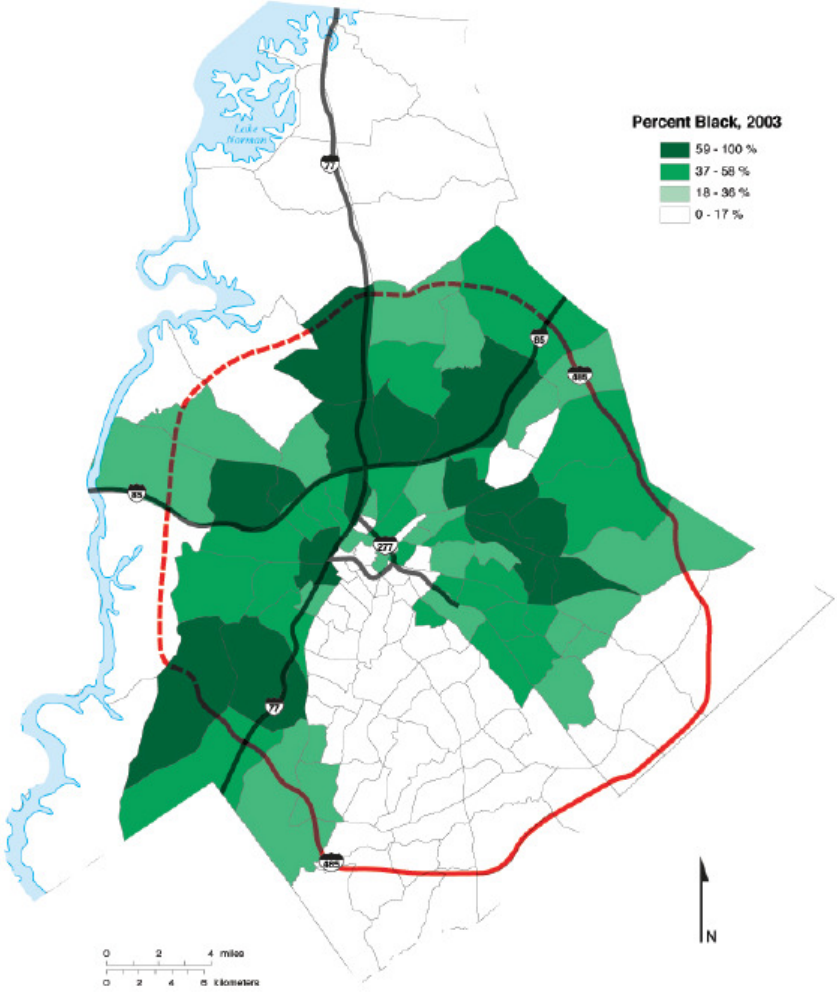 Lake
Norman
77
Percent Black, 2003
59 - 100 %
37 - 58 %
18 - 36 %
0 - 17 %
85
485
85
277
77
485
N
0 2 4 miles
0 2 4 6 kilometers